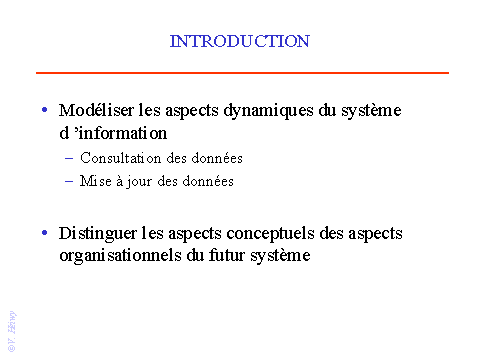 INTRODUCTION
• Modéliser les aspects dynamiques du système
d ’information
– Consultation des données
– Mise à jour des données
• Distinguer les aspects conceptuels des aspects
organisationnels du futur système
©V. Heiwy